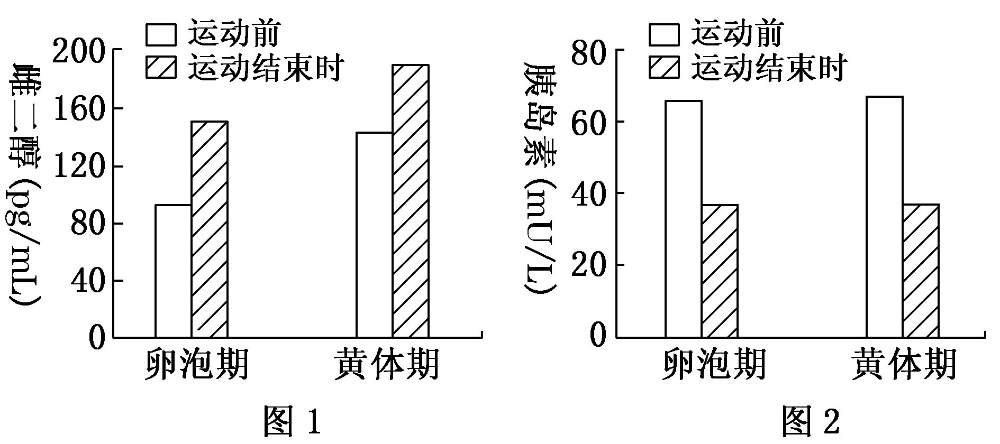 雌二醇(pg/mL)
200
160
120
80
40
0
运动前
运动结束时
卵泡期
黄体期
图1
胰岛素(mU/L)
80
60
40
20
0
运动前
运动结束时
卵泡期
黄体期
图2